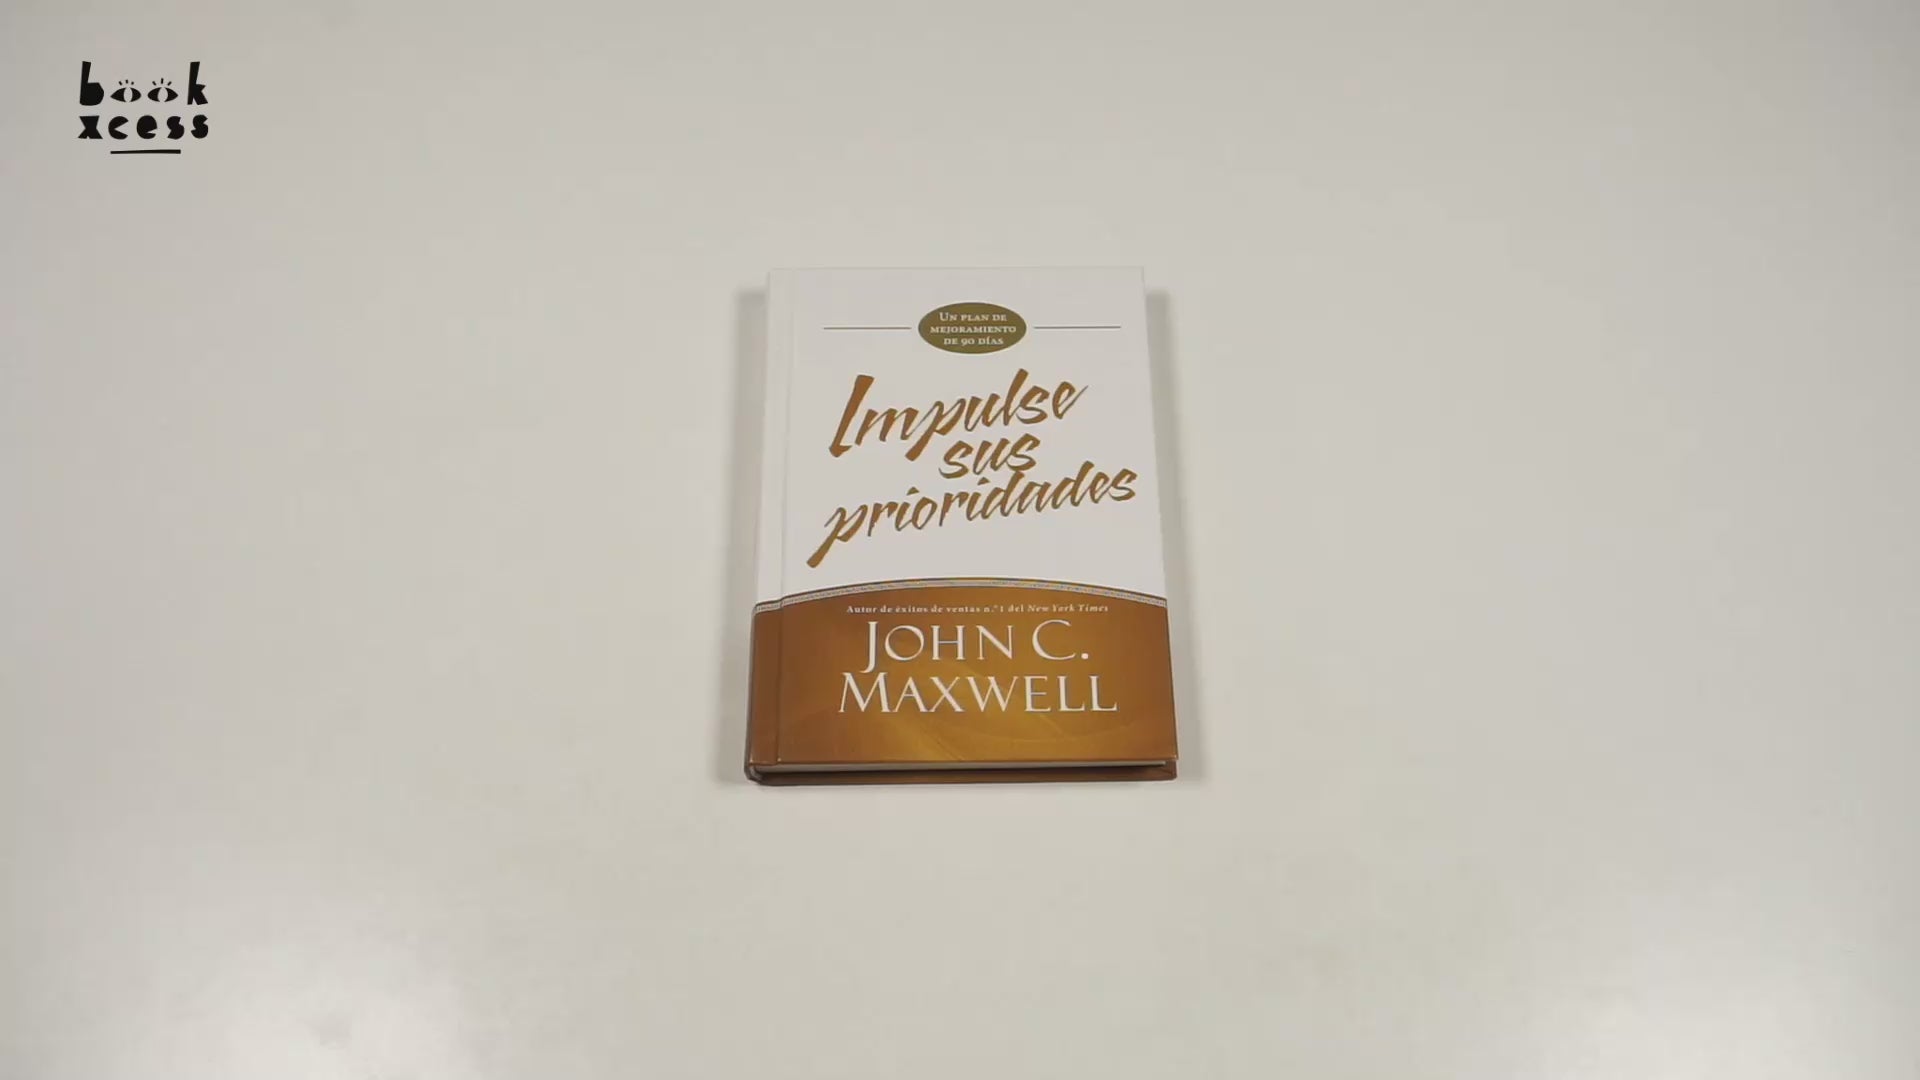 book
xcess
UN PLAN DE
MEJORAMIENTO
DE 90 DÍAS
Impulse
sus
prioridades
Autor de éxitos de ventas n.º 1 del New York Times
JOHN C.
MAXWELL